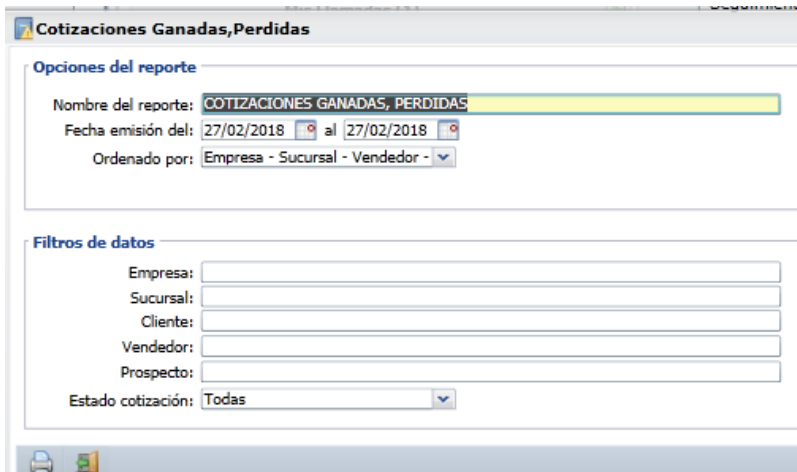 Cotizaciones Ganadas,Perdidas
Opciones del reporte
Nombre del reporte: COTIZACIONES GANADAS, PERDIDAS
Fecha emisión del: 27/02/2018 al 27/02/2018
Ordenado por: Empresa - Sucursal - Vendedor -
Filtros de datos
Empresa:
Sucursal:
Cliente:
Vendedor:
Prospecto:
Estado cotización: Todas